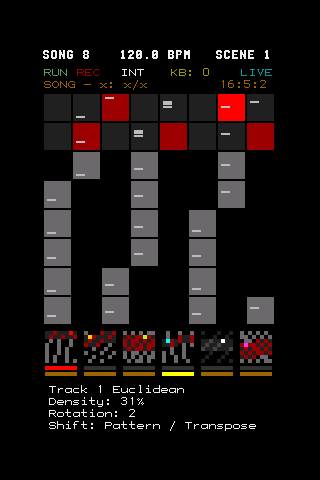 SONG 8 120.0 BPM SCENE 1
RUN REC INT KB: O LIVE
SONG – x: x/x 16:5:2
Track 1 Euclidean
Density: 31%
Rotation: 2
Shift: Pattern / Transpose